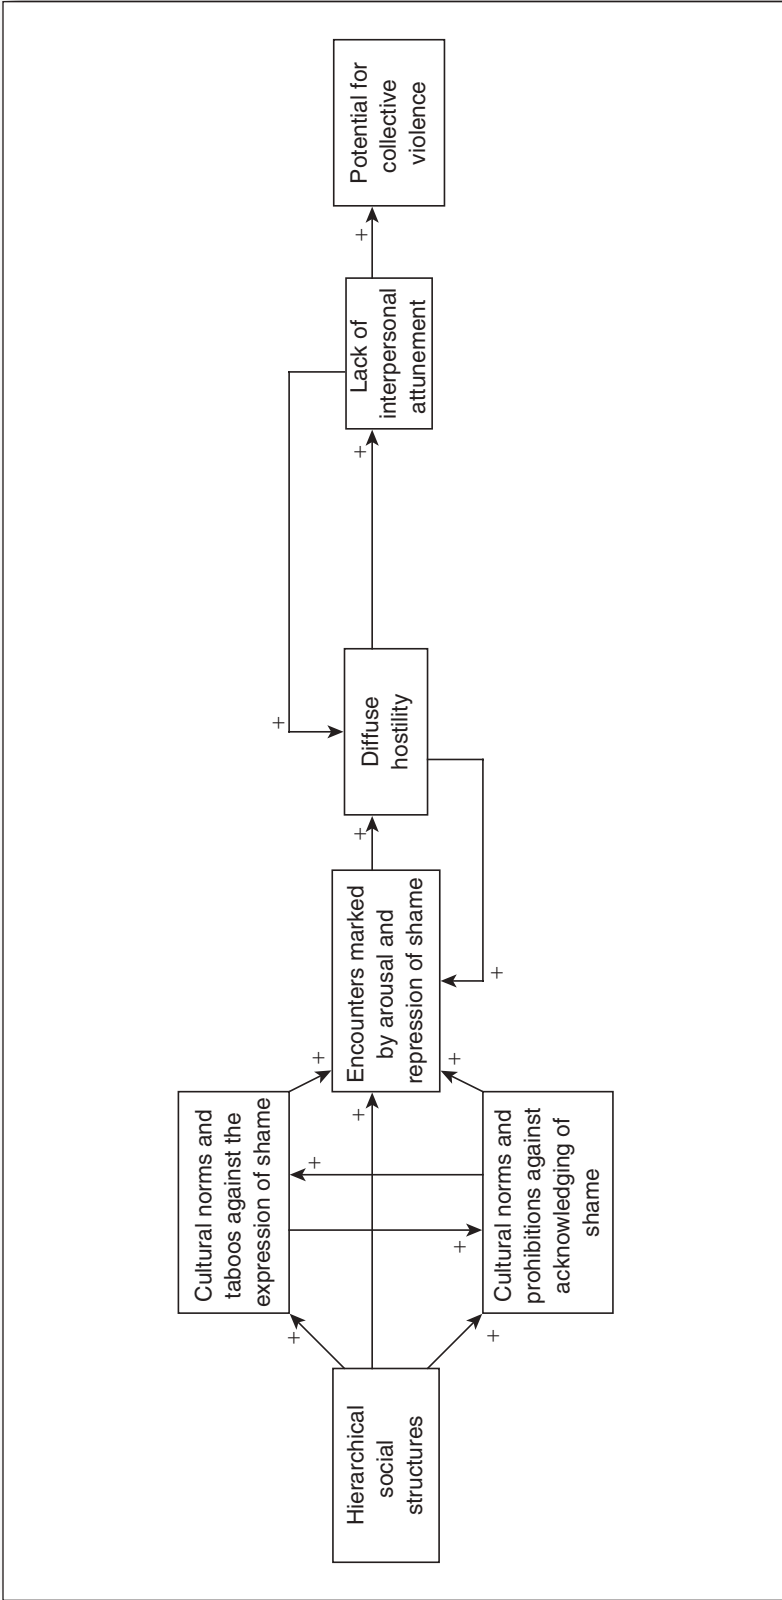 Hierarchical
social
structures
+
+
+
Cultural norms and
taboos against the
expression of shame
+
+
Cultural norms and
prohibitions against
acknowledging of
shame
+
+
+
Encounters marked
by arousal and
repression of shame
+
+
Diffuse
hostility
+
+
Lack of
interpersonal
attunement
+
Potential for
collective
violence